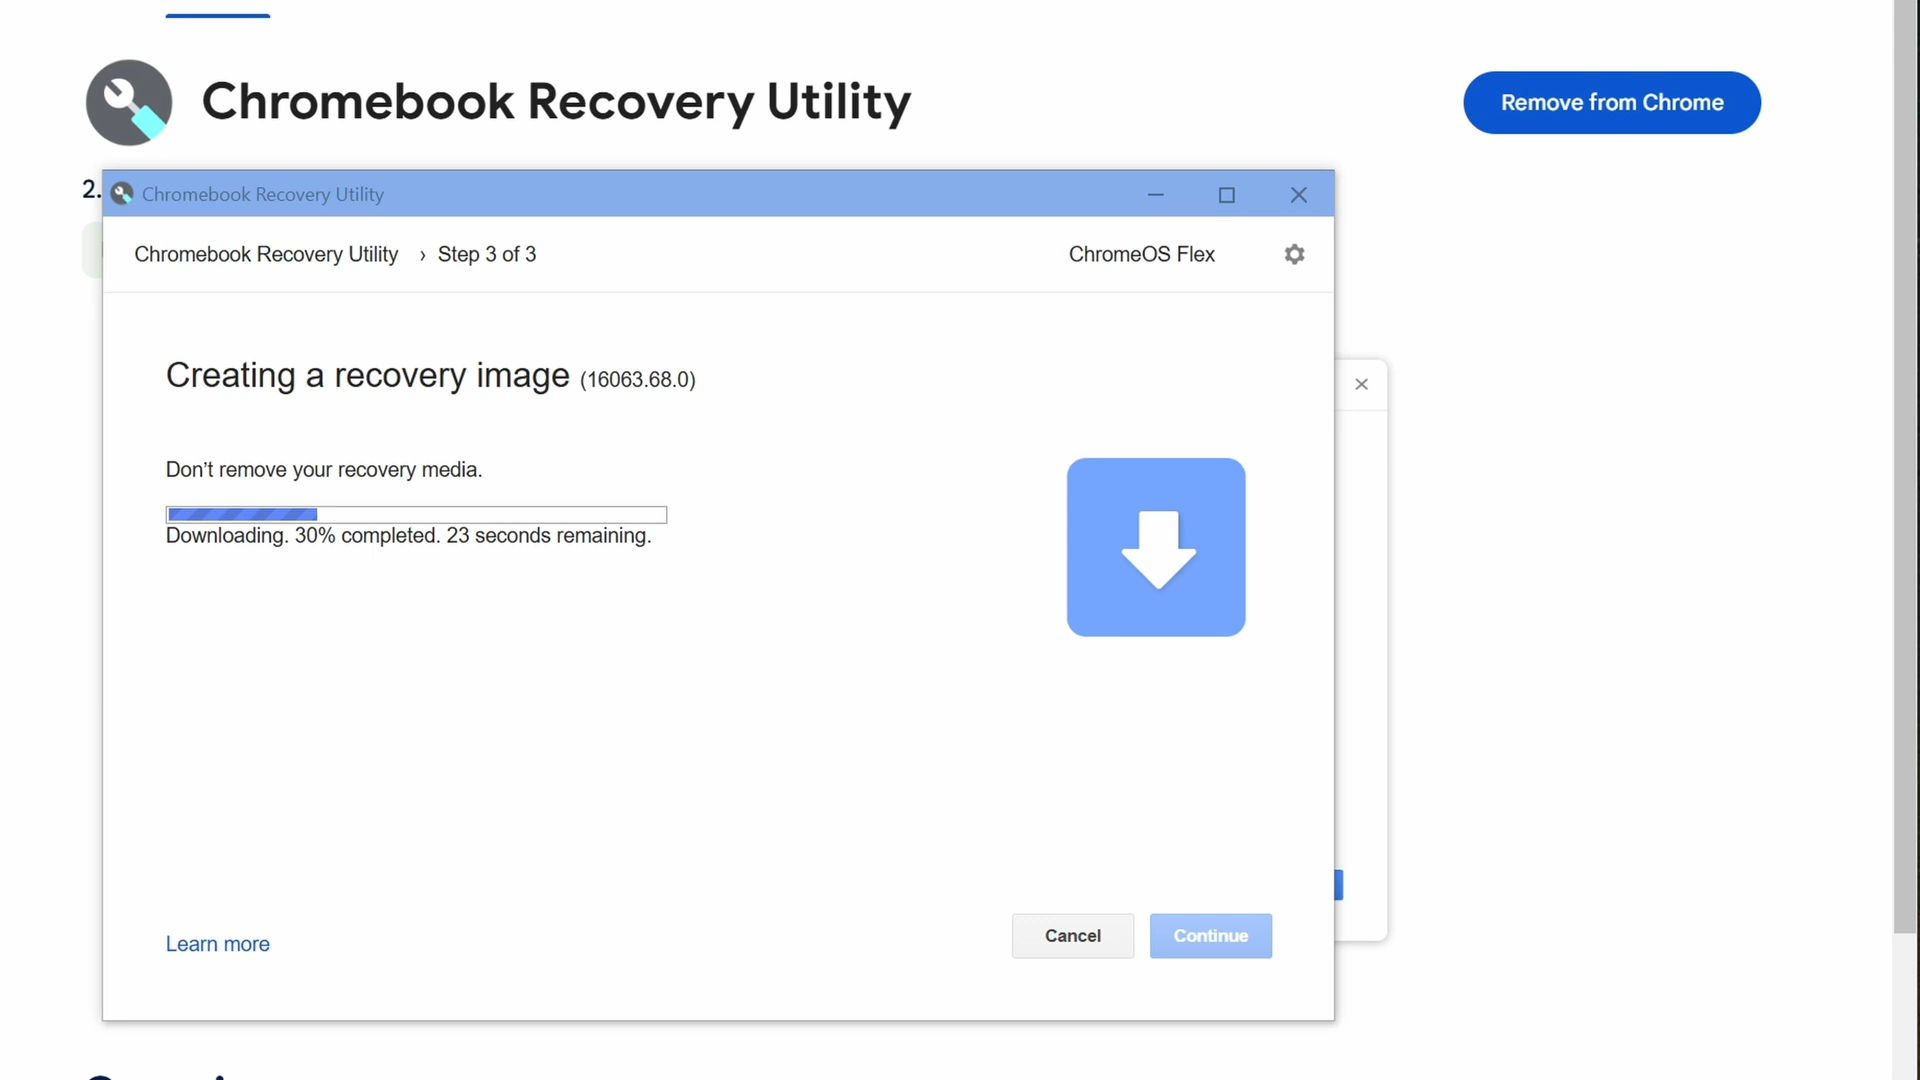 Chromebook Recovery Utility
Remove from Chrome
2.
Chromebook Recovery Utility
Chromebook Recovery Utility › Step 3 of 3
ChromeOS Flex
Creating a recovery image (16063.68.0)
Don't remove your recovery media.
Downloading. 30% completed. 23 seconds remaining.
Learn more
Cancel
Continue